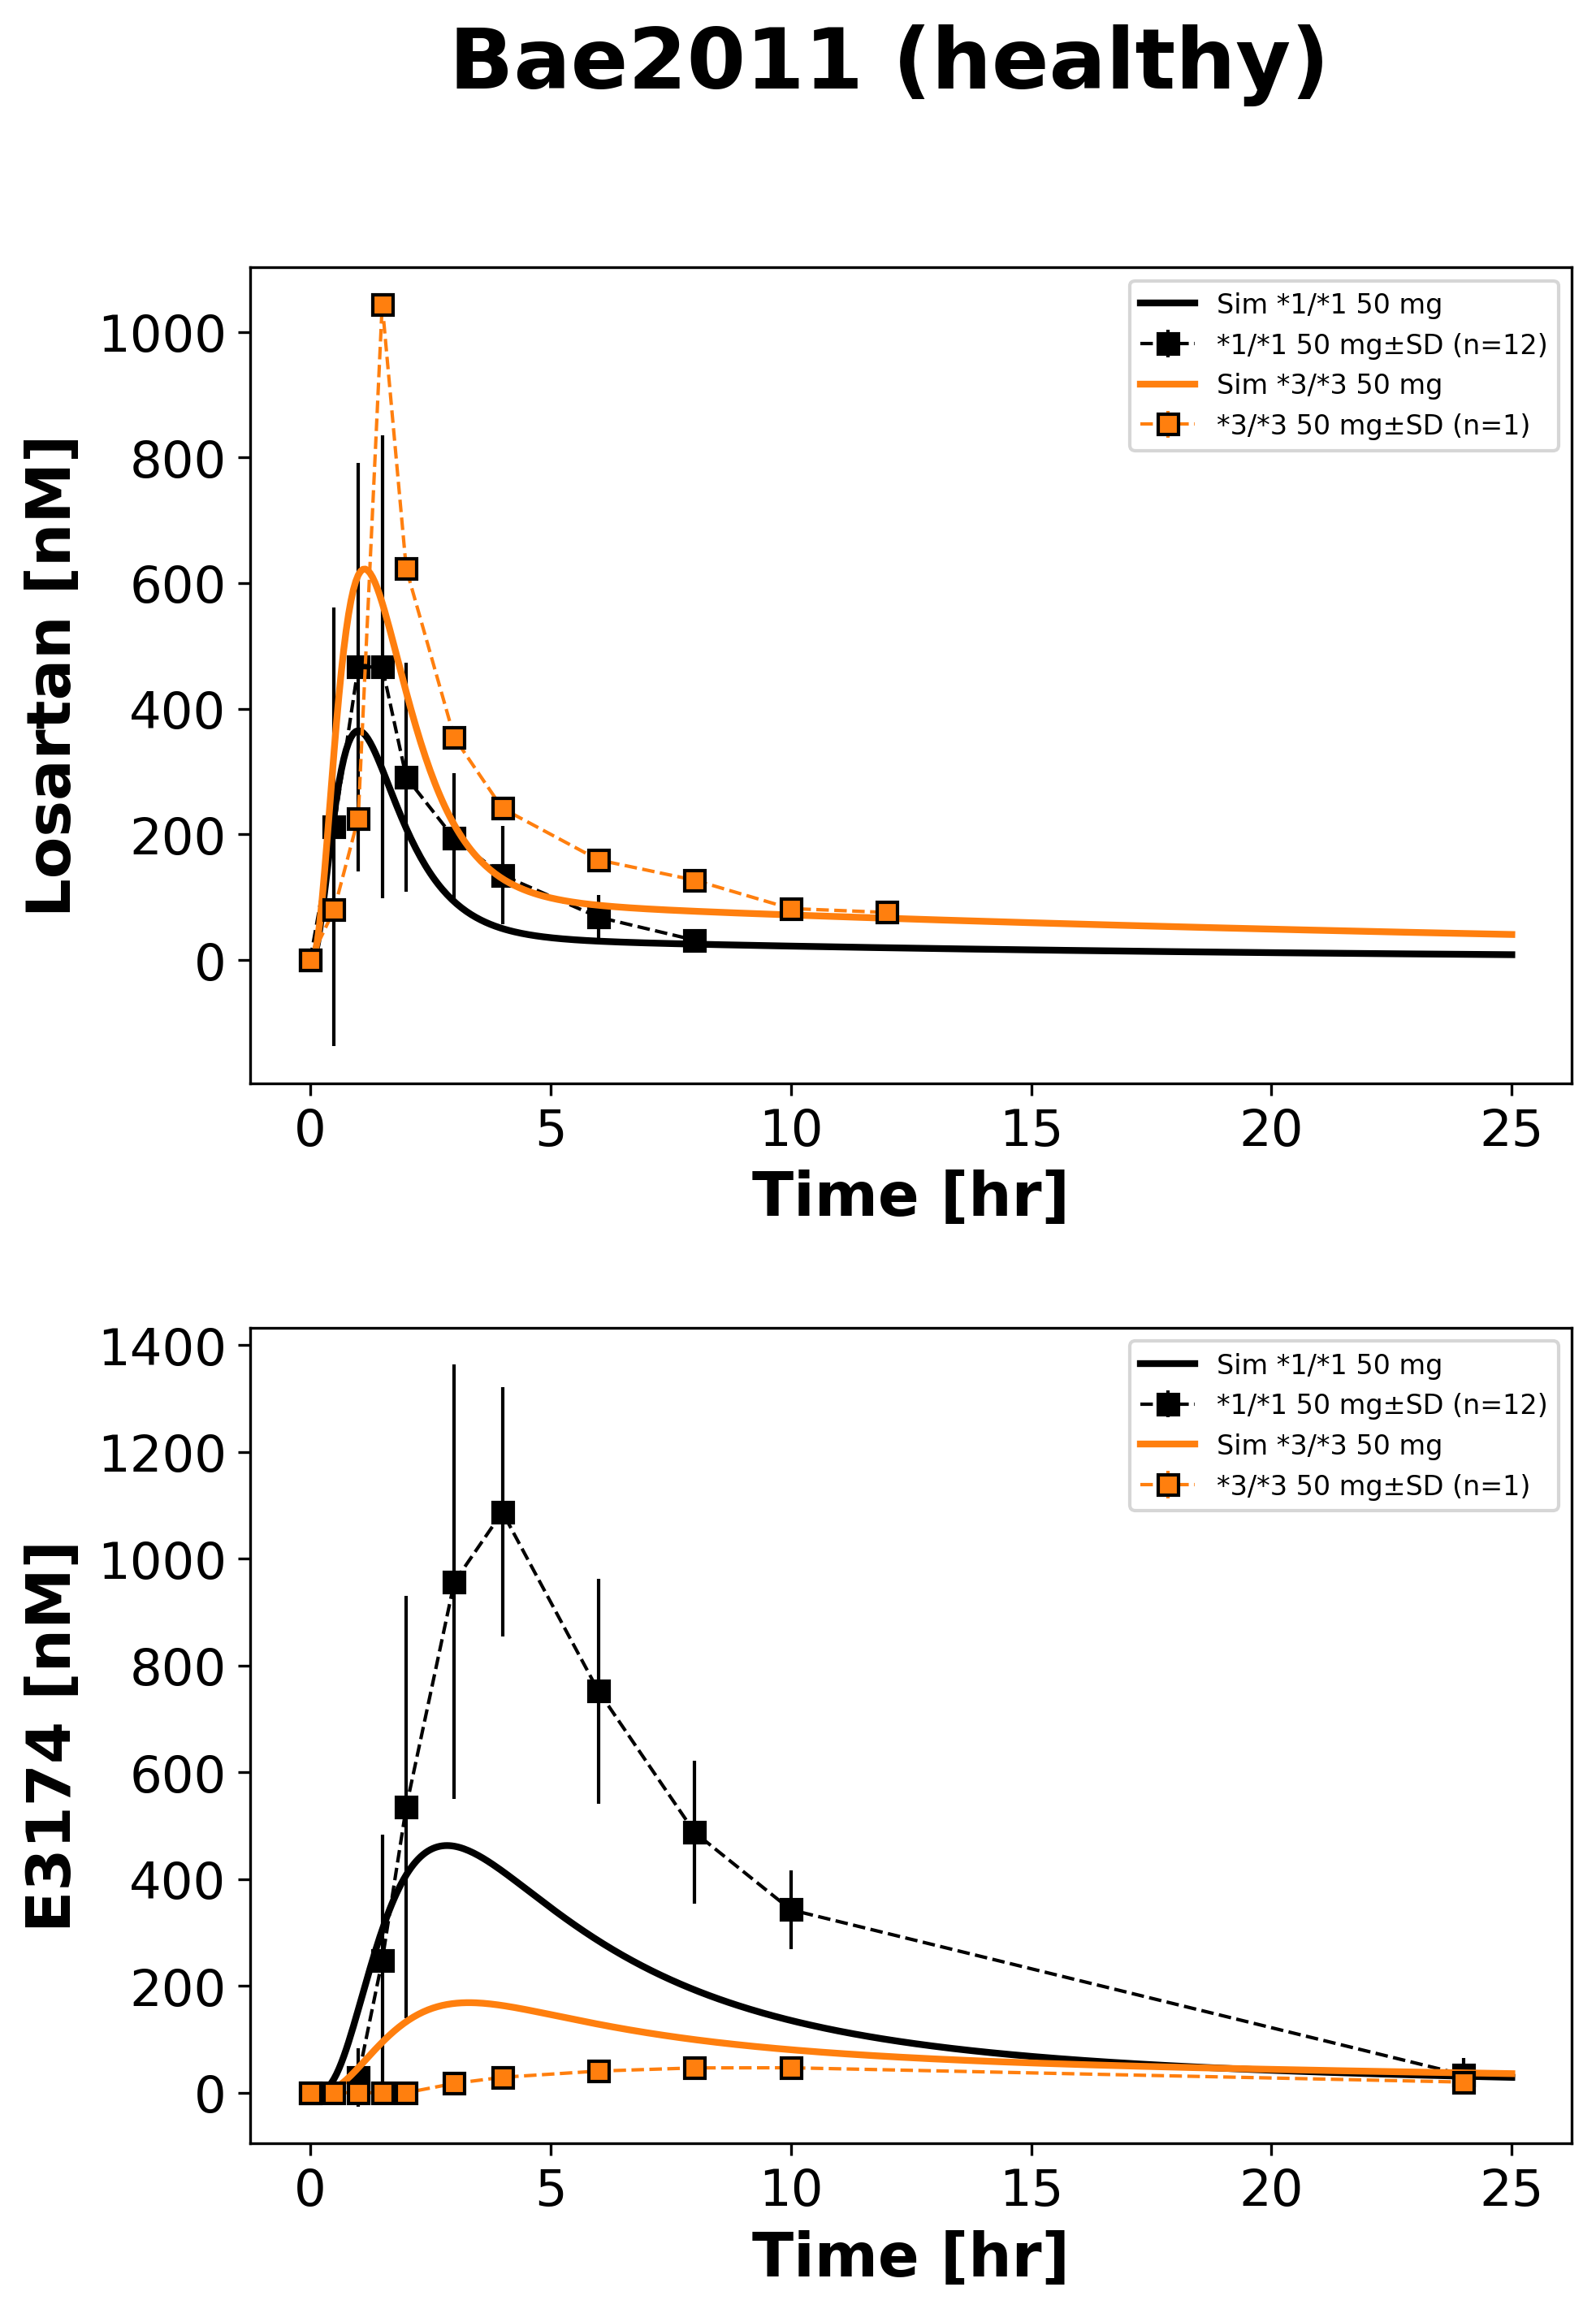 Bae2011 (healthy)
Losartan [nM]
1000
800
600
400
200
0
Sim *1/*1 50 mg
*1/*1 50 mg±SD (n=12)
Sim *3/*3 50 mg
*3/*3 50 mg±SD (n=1)
0 5 10 15 20 25
Time [hr]
E3174 [nM]
1400
1200
1000
800
600
400
200
0
Sim *1/*1 50 mg
*1/*1 50 mg±SD (n=12)
Sim *3/*3 50 mg
*3/*3 50 mg±SD (n=1)
0 5 10 15 20 25
Time [hr]